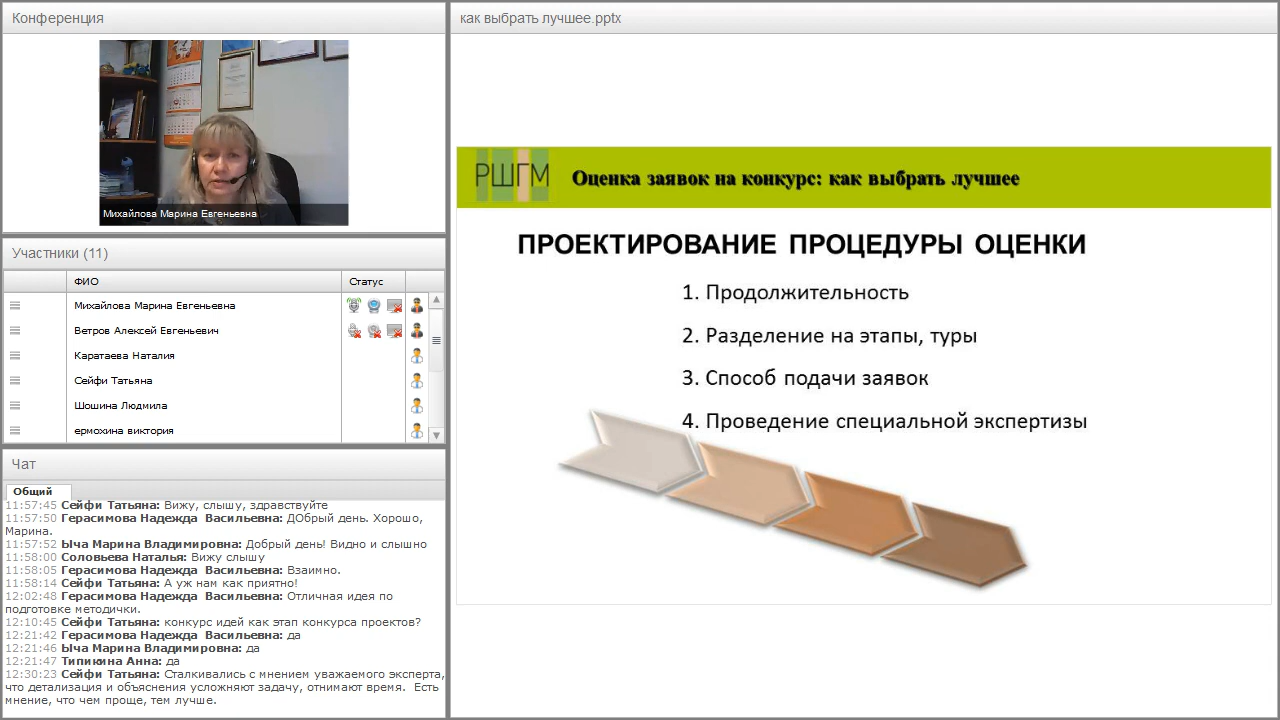 Конференция
Михайлова Марина Евгеньевна
Участники (11)
ФИО Статус
Михайлова Марина Евгеньевна
Ветров Алексей Евгеньевич
Каратаева Наталия
Сейфи Татьяна
Шошина Людмила
ермохина виктория
Чат
Общий
11:57:45 Сейфи Татьяна: Вижу, слышу, здравствуйте
11:57:50 Герасимова Надежда Васильевна: ДОбрый день. Хорошо,
Марина.
11:57:52 Ыча Марина Владимировна: Добрый день! Видно и слышно
11:58:00 Соловьева Наталья: Вижу слышу
11:58:05 Герасимова Надежда Васильевна: Взаимно.
11:58:14 Сейфи Татьяна: А уж нам как приятно!
12:02:48 Герасимова Надежда Васильевна: Отличная идея по
подготовке методички.
12:10:45 Сейфи Татьяна: конкурс идей как этап конкурса проектов?
12:21:42 Герасимова Надежда Васильевна: да
12:21:46 Ыча Марина Владимировна: да
12:21:47 Типикина Анна: да
12:30:23 Сейфи Татьяна: Сталкивались с мнением уважаемого эксперта,
что детализация и объяснения усложняют задачу, отнимают время. Есть
мнение, что чем проще, тем лучше.
как выбрать лучшее.pptx
РШГМ
Оценка заявок на конкурс: как выбрать лучшее
ПРОЕКТИРОВАНИЕ ПРОЦЕДУРЫ ОЦЕНКИ
1. Продолжительность
2. Разделение на этапы, туры
3. Способ подачи заявок
4. Проведение специальной экспертизы